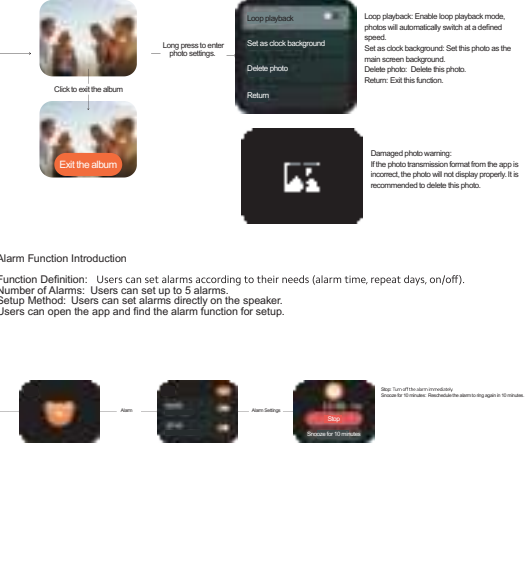 Long press to enter
photo settings.
Click to exit the album
Exit the album
Loop playback
Set as clock background
Delete photo
Return
Loop playback: Enable loop playback mode,
photos will automatically switch at a defined
speed.
Set as clock background: Set this photo as the
main screen background.
Delete photo: Delete this photo.
Return: Exit this function.
Damaged photo warning:
If the photo transmission format from the app is
incorrect, the photo will not display properly. It is
recommended to delete this photo.
Alarm Function Introduction
Function Definition: Users can set alarms according to their needs (alarm time, repeat days, on/off).
Number of Alarms: Users can set up to 5 alarms.
Setup Method: Users can set alarms directly on the speaker.
Users can open the app and find the alarm function for setup.
Alarm
Alarm Settings
Stop
Snooze for 10 minutes
Stop: Turn off the alarm immediately.
Snooze for 10 minutes: Reschedule the alarm to ring again in 10 minutes.